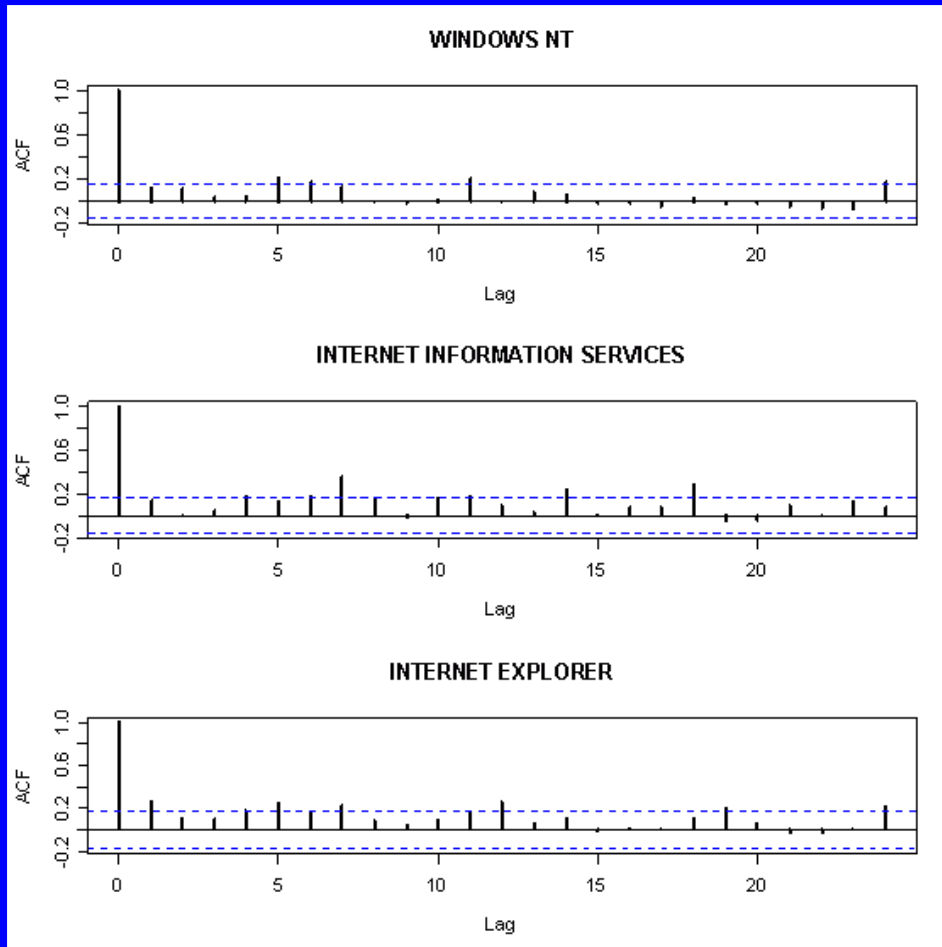 WINDOWS NT
ACF
1.0
0.6
0.2
-0.2
0 5 10 15 20
Lag
INTERNET INFORMATION SERVICES
ACF
1.0
0.6
0.2
-0.2
0 5 10 15 20
Lag
INTERNET EXPLORER
ACF
1.0
0.6
0.2
-0.2
0 5 10 15 20
Lag